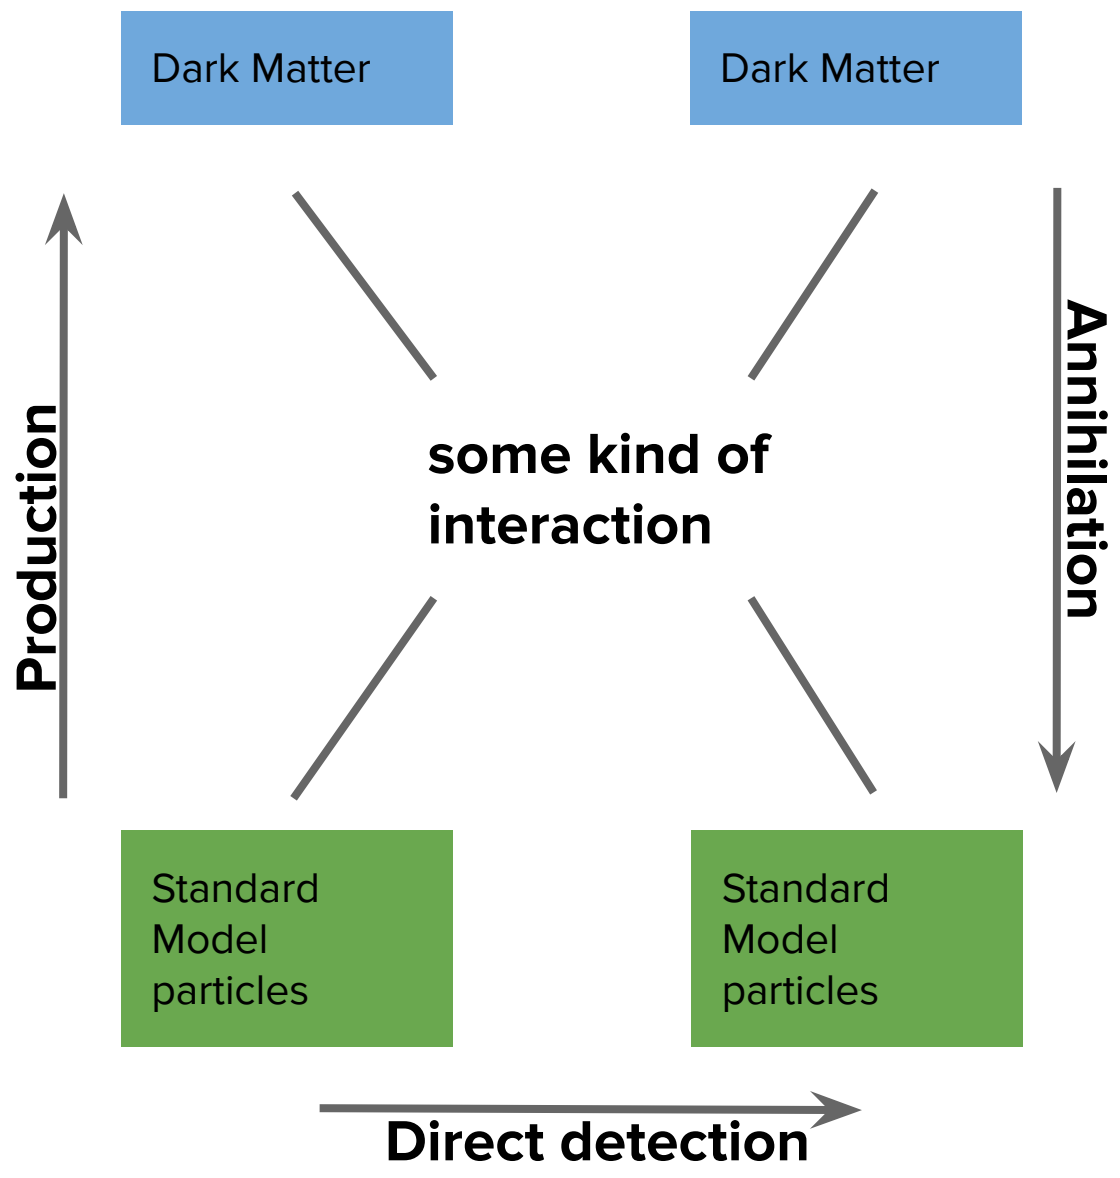 Dark Matter
Dark Matter
Production
some kind of
interaction
Annihilation
Standard
Model
particles
Standard
Model
particles
Direct detection